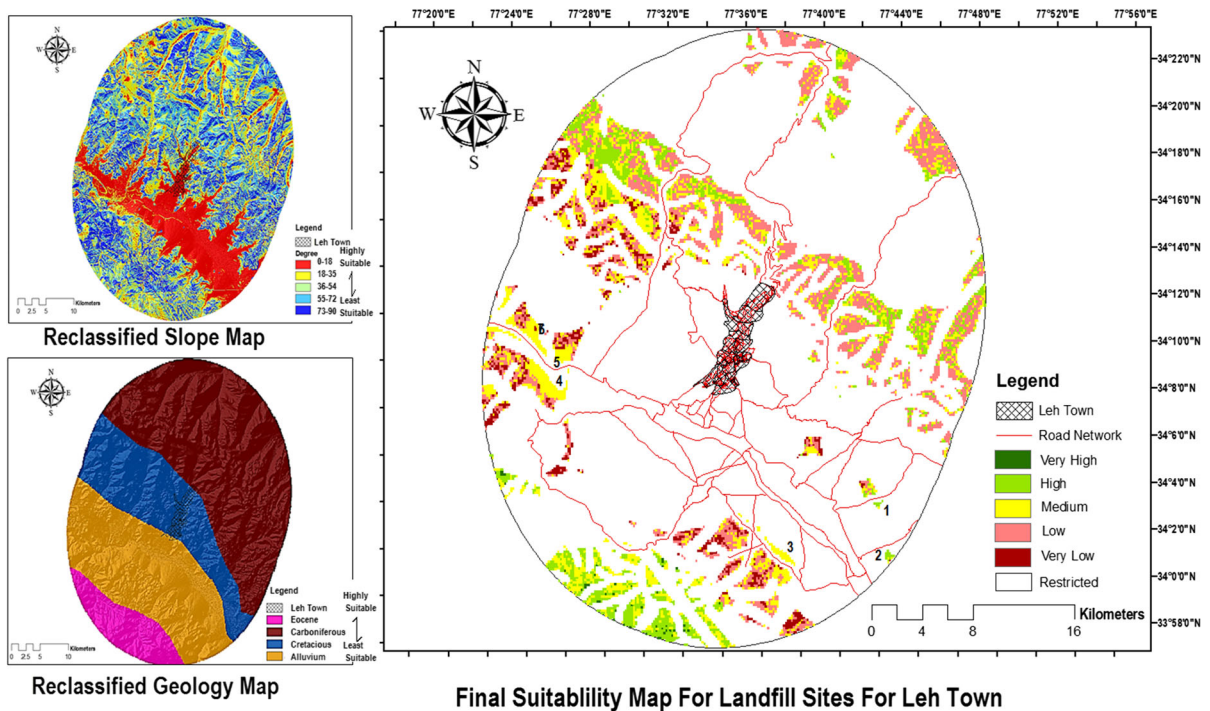 N
W E
S
Legend
Leh Town
Degree Highly
0-18 Suitable
18-35
36-54
55-72 Least
73-90 Stuitable
0 2.5 5 10
Kilometers
Reclassified Slope Map
N
W E
S
Legend Highly
Leh Town Suitable
Eocene
Carboniferous
Cretacious Least
Alluvium Suitable
0 2.5 5 10
Kilometers
Reclassified Geology Map
77°20'0"E 77°24'0"E 77°28'0"E 77°32'0"E 77°36'0"E 77°40'0"E 77°44'0"E 77°48'0"E 77°52'0"E 77°56'0"E
34°22'0"N
34°20'0"N
34°18'0"N
34°16'0"N
34°14'0"N
34°12'0"N
34°10'0"N
34°8'0"N
34°6'0"N
34°4'0"N
34°2'0"N
34°0'0"N
33°58'0"N
N
W E
S
5
4
1
2
3
Legend
Leh Town
Road Network
Very High
High
Medium
Low
Very Low
Restricted
Kilometers
0 4 8 16
Final Suitablility Map For Landfill Sites For Leh Town